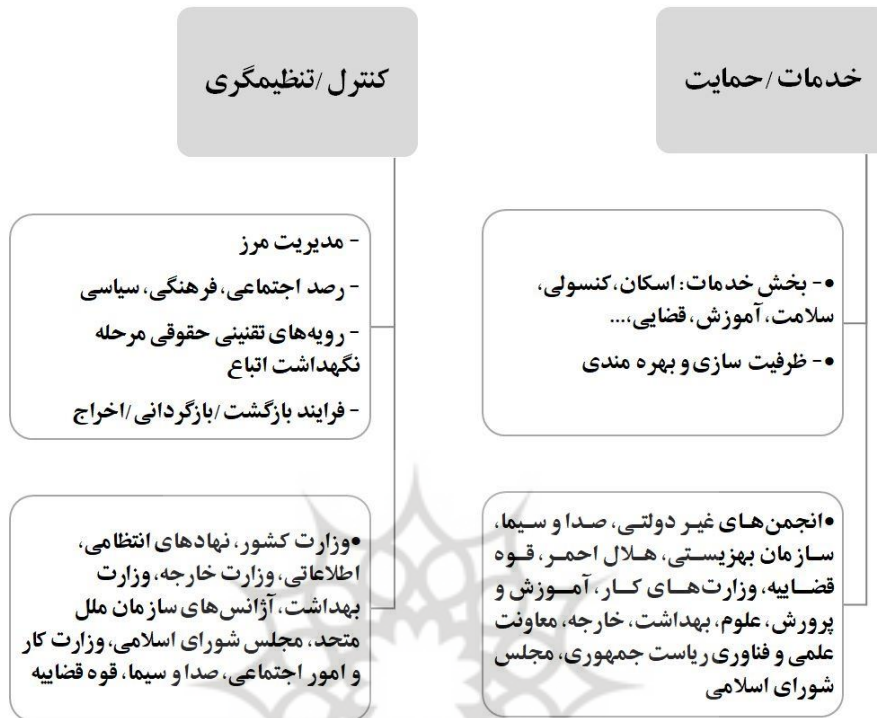 خدمات / حمایت
•- بخش خدمات: اسکان، کنسولی،
سلامت، آموزش، قضایی،...
•- ظرفیت سازی و بهره مندی
•انجمن‌های غیر دولتی، صدا و سیما،
سازمان بهزیستی، هلال احمر، قوه
قضاییه، وزارت‌های کار، آموزش و
پرورش، علوم، بهداشت، خارجه، معاونت
علمی و فناوری ریاست جمهوری، مجلس
شورای اسلامی
کنترل / تنظیمگری
- مدیریت مرز
- رصد اجتماعی، فرهنگی، سیاسی
- رویه‌های تقنینی حقوقی مرحله
نگهداشت اتباع
- فرایند بازگشت / بازگردانی / اخراج
•وزارت کشور، نهادهای انتظامی،
اطلاعاتی، وزارت خارجه، وزارت
بهداشت، آژانس‌های سازمان ملل
متحد، مجلس شورای اسلامی، وزارت کار
و امور اجتماعی، صدا و سیما، قوه قضاییه